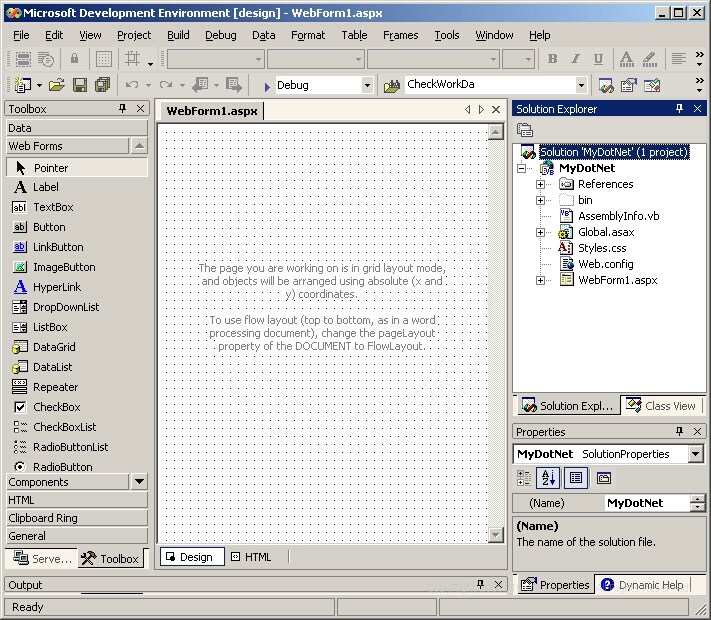 Microsoft Development Environment [design] - WebForm1.aspx
File Edit View Project Build Debug Data Format Table Frames Tools Window Help
B I U A
Debug CheckWorkDa
Toolbox
Data
Web Forms
Pointer
Label
TextBox
Button
LinkButton
ImageButton
HyperLink
DropDownList
ListBox
DataGrid
DataList
Repeater
CheckBox
CheckBoxList
RadioButtonList
RadioButton
Components
HTML
Clipboard Ring
General
Serve... Toolbox
WebForm1.aspx
The page you are working on is in grid layout mode,
and objects will be arranged using absolute (x and
y) coordinates.
To use flow layout (top to bottom, as in a word
processing document), change the pageLayout
property of the DOCUMENT to FlowLayout.
Design HTML
Solution Explorer
Solution 'MyDotNet' (1 project)
MyDotNet
References
bin
AssemblyInfo.vb
Global.asax
Styles.css
Web.config
WebForm1.aspx
Solution Expl... Class View
Properties
MyDotNet SolutionProperties
(Name) MyDotNet
(Name)
The name of the solution file.
Properties Dynamic Help
Output
Ready